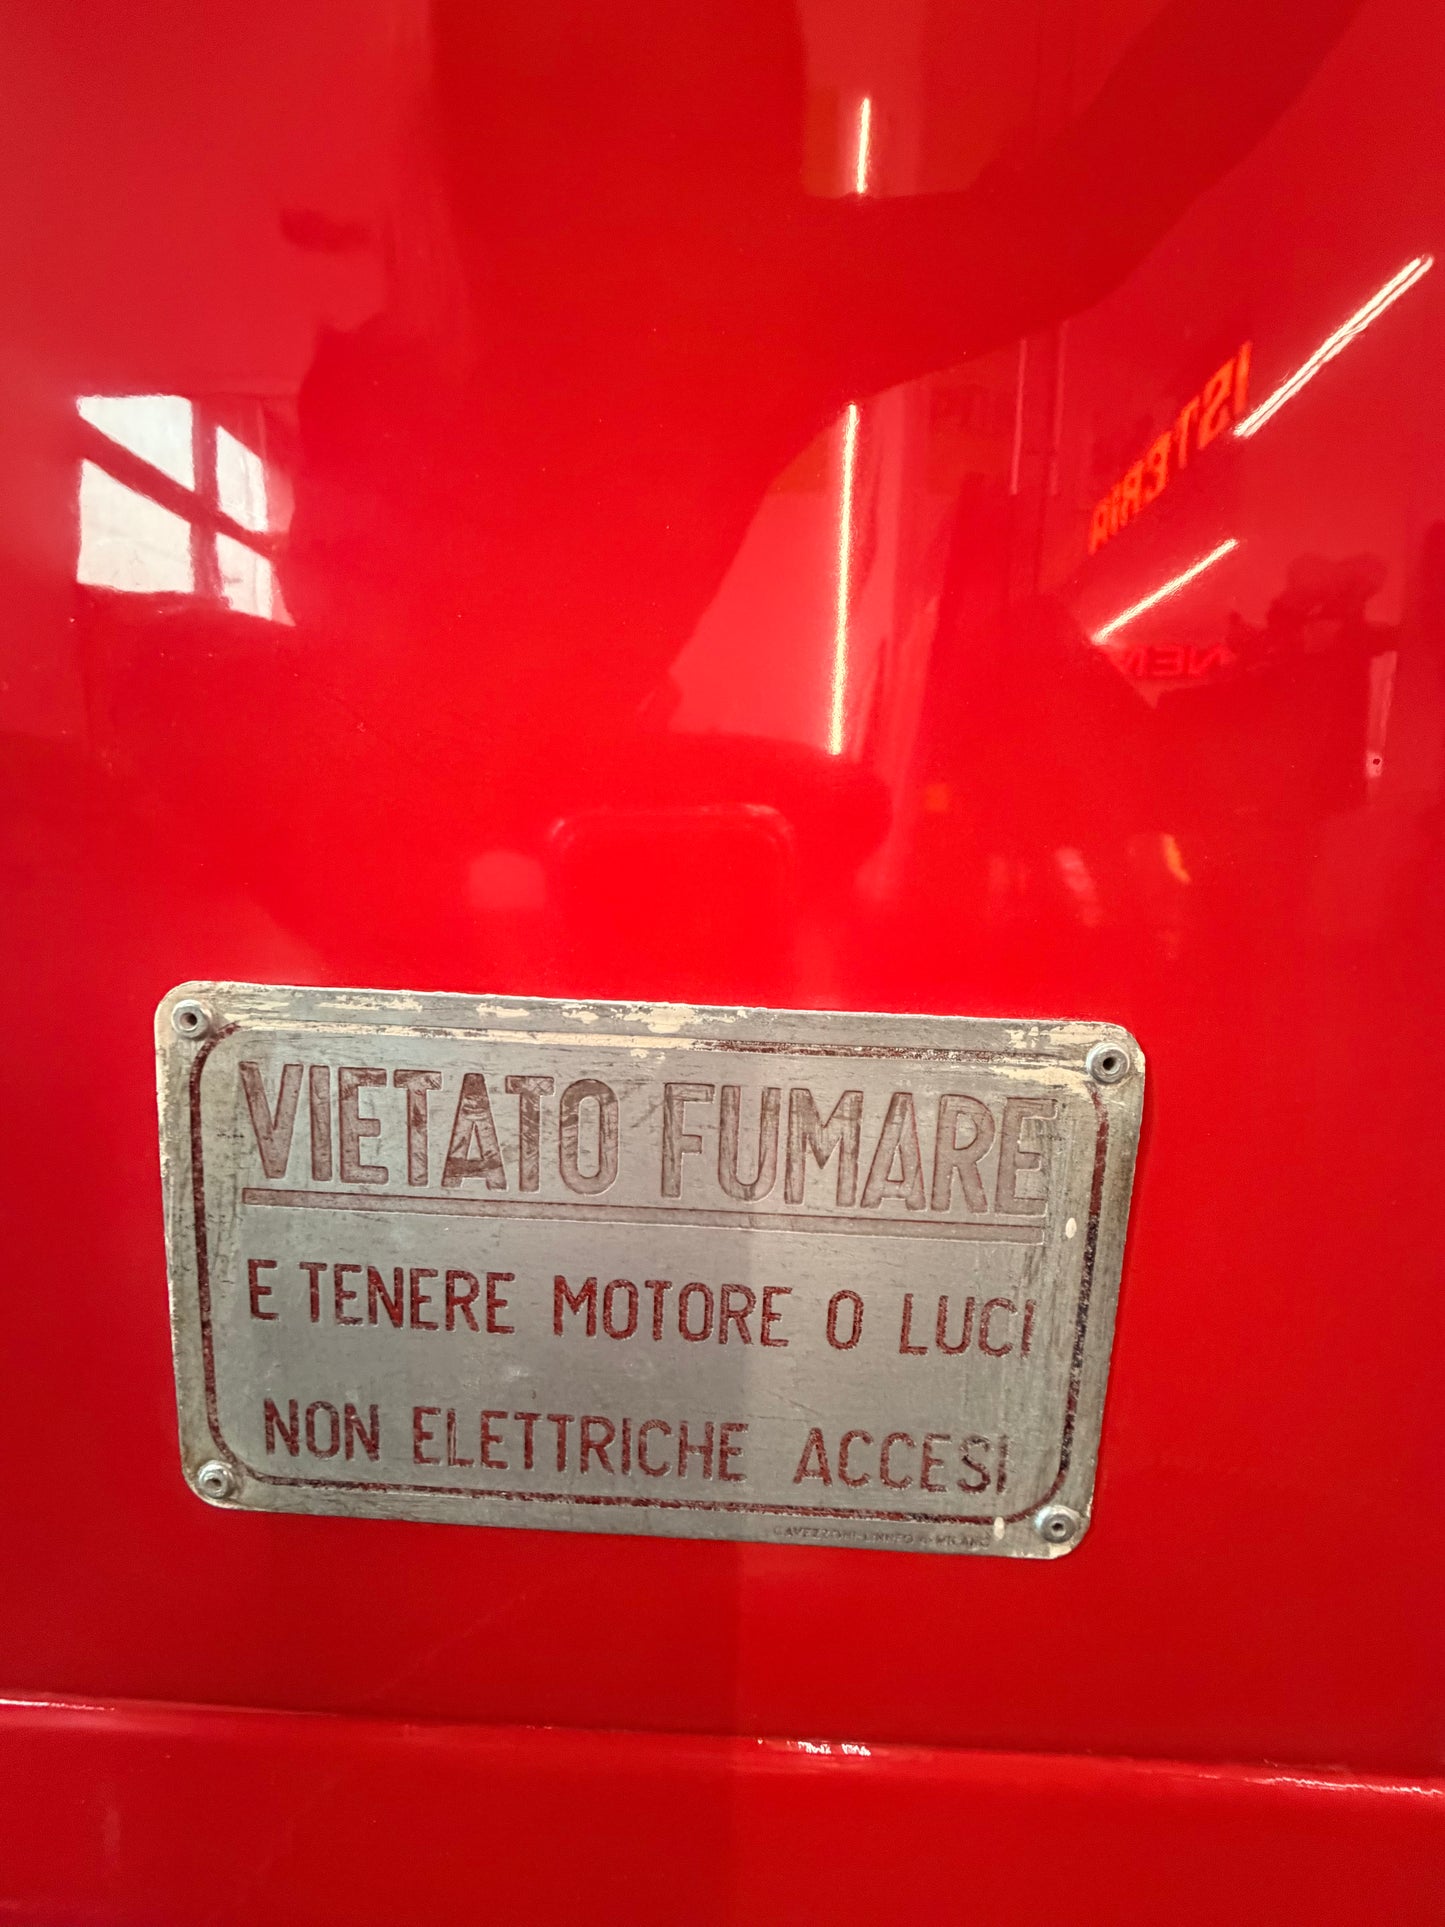 VIETATO FUMARE
E TENERE MOTORE O LUCI
NON ELETTRICHE ACCESI